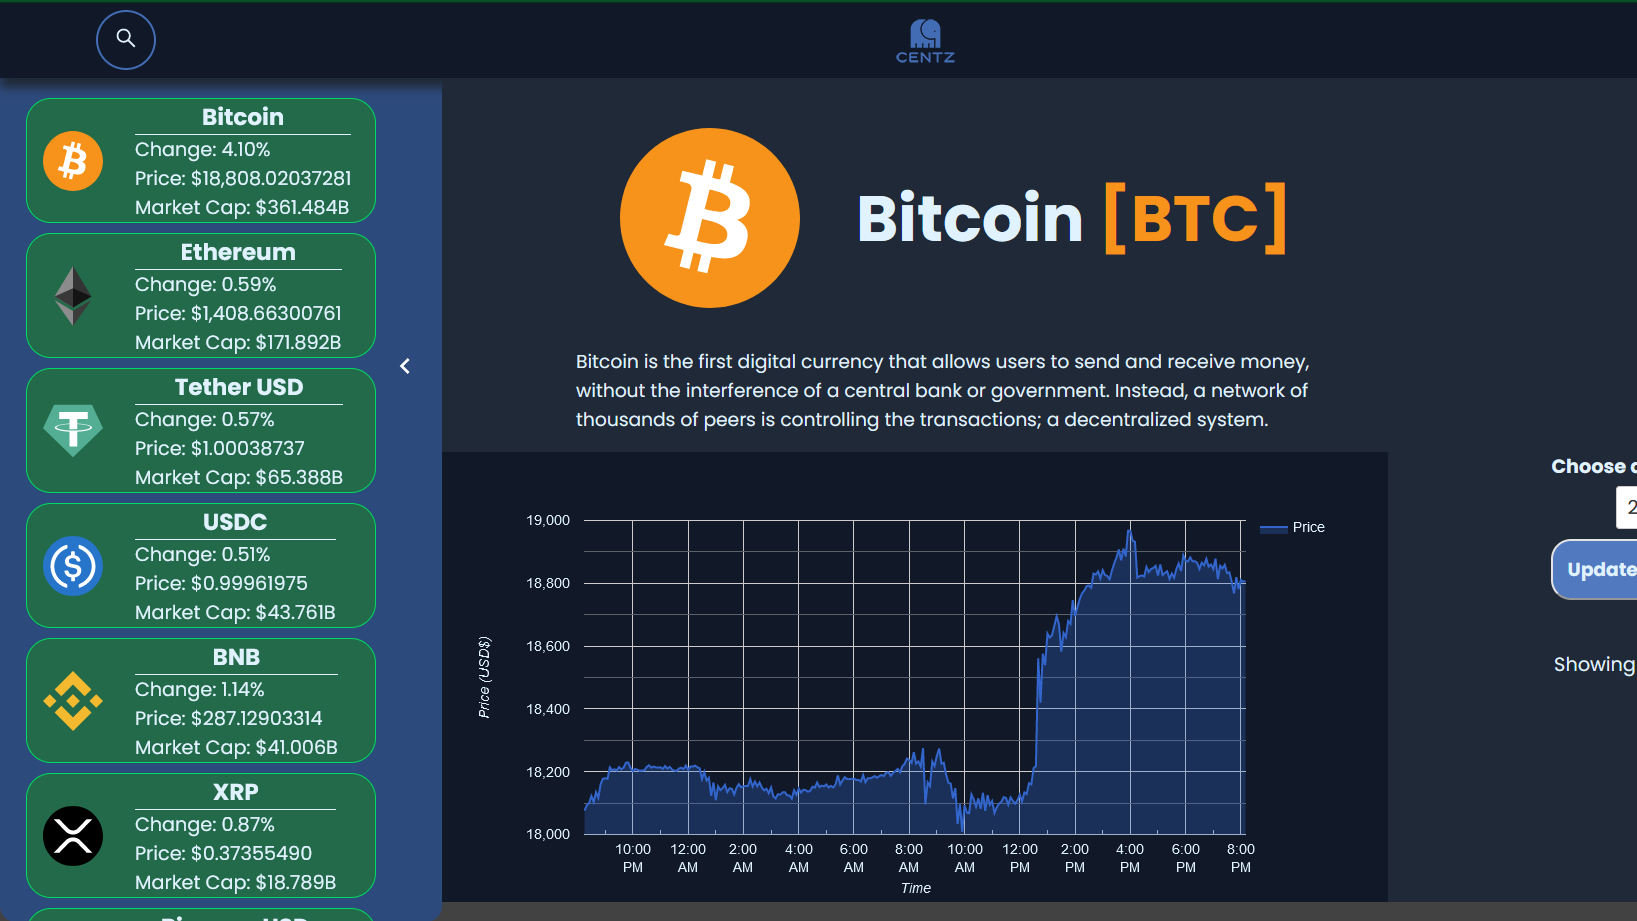 CENTZ
Bitcoin
Change: 4.10%
Price: $18,808.02037281
Market Cap: $361.484B
Ethereum
Change: 0.59%
Price: $1,408.66300761
Market Cap: $171.892B
Tether USD
Change: 0.57%
Price: $1.00038737
Market Cap: $65.388B
USDC
Change: 0.51%
Price: $0.99961975
Market Cap: $43.761B
BNB
Change: 1.14%
Price: $287.12903314
Market Cap: $41.006B
XRP
Change: 0.87%
Price: $0.37355490
Market Cap: $18.789B
Bitcoin [BTC]
Bitcoin is the first digital currency that allows users to send and receive money,
without the interference of a central bank or government. Instead, a network of
thousands of peers is controlling the transactions; a decentralized system.
19,000
18,800
18,600
18,400
18,200
18,000
Price (USD$)
Price
10:00 PM
12:00 AM
2:00 AM
4:00 AM
6:00 AM
8:00 AM
10:00 AM
12:00 PM
2:00 PM
4:00 PM
6:00 PM
8:00 PM
Time
Choose
2
Update
Showing